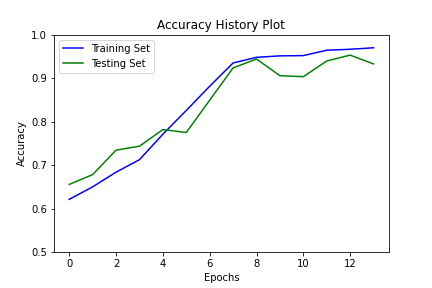 Accuracy History Plot
1.0
Training Set
Testing Set
0.9
0.8
0.7
0.6
0.5
Accuracy
0 2 4 6 8 10 12
Epochs